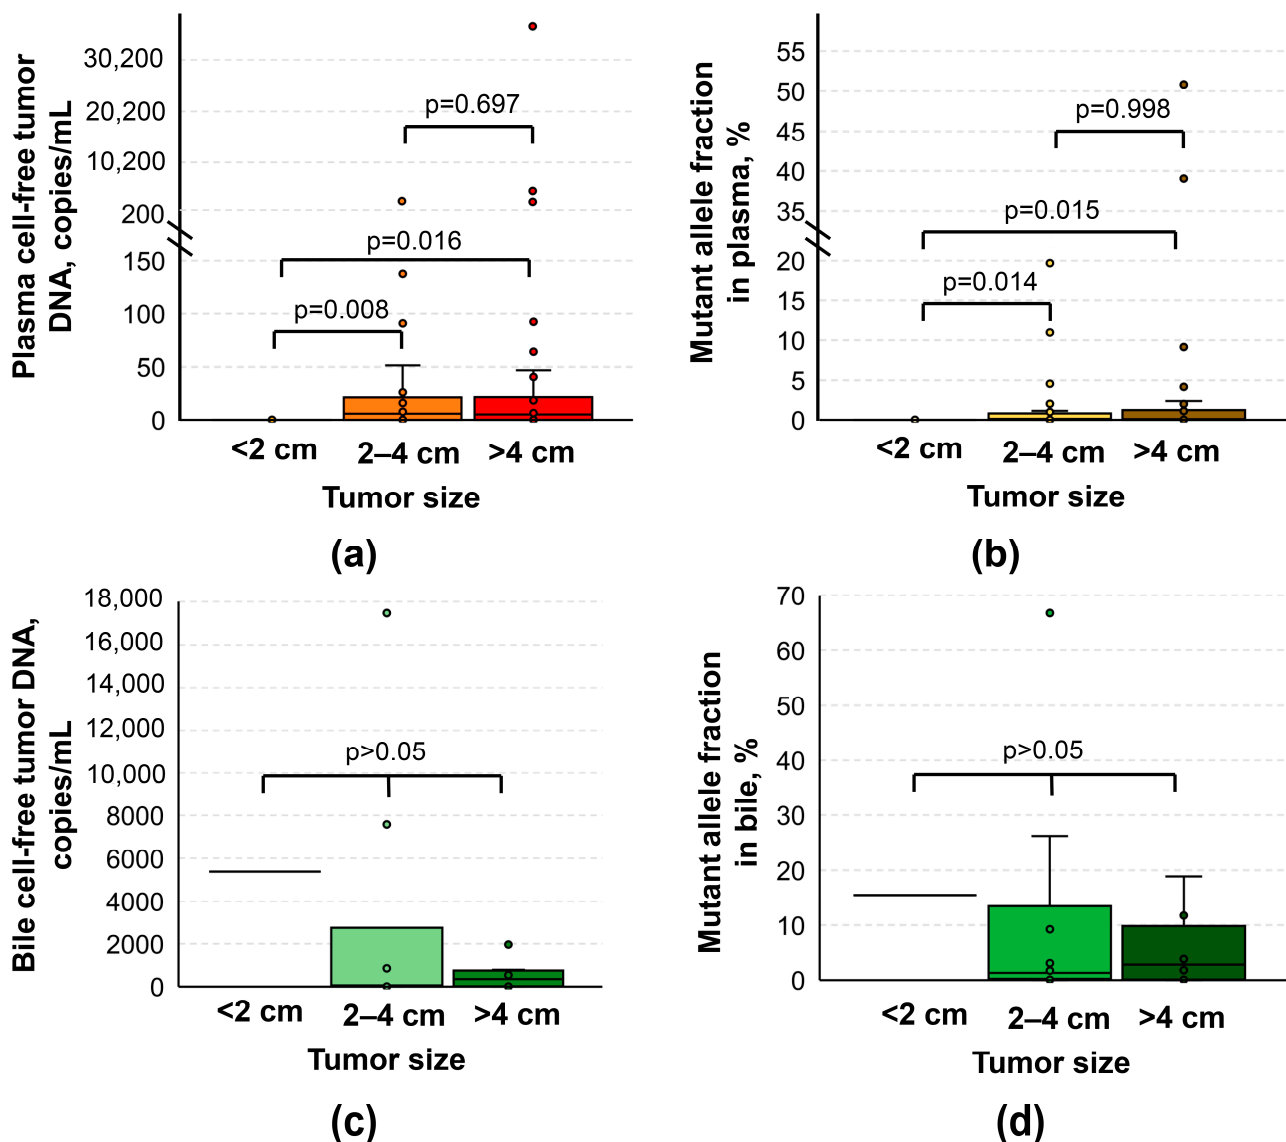 Plasma cell-free tumor
DNA, copies/mL
30,200
20,200
10,200
200
150
100
50
0
p=0.697
p=0.016
p=0.008
<2 cm
2–4 cm
>4 cm
Tumor size
(a)
Mutant allele fraction
in plasma, %
55
50
45
40
35
20
15
10
5
0
p=0.998
p=0.015
p=0.014
<2 cm
2–4 cm
>4 cm
Tumor size
(b)
Bile cell-free tumor DNA,
copies/mL
18,000
16,000
14,000
12,000
10,000
8000
6000
4000
2000
0
p>0.05
<2 cm
2–4 cm
>4 cm
Tumor size
(c)
Mutant allele fraction
in bile, %
70
60
50
40
30
20
10
0
p>0.05
<2 cm
2–4 cm
>4 cm
Tumor size
(d)